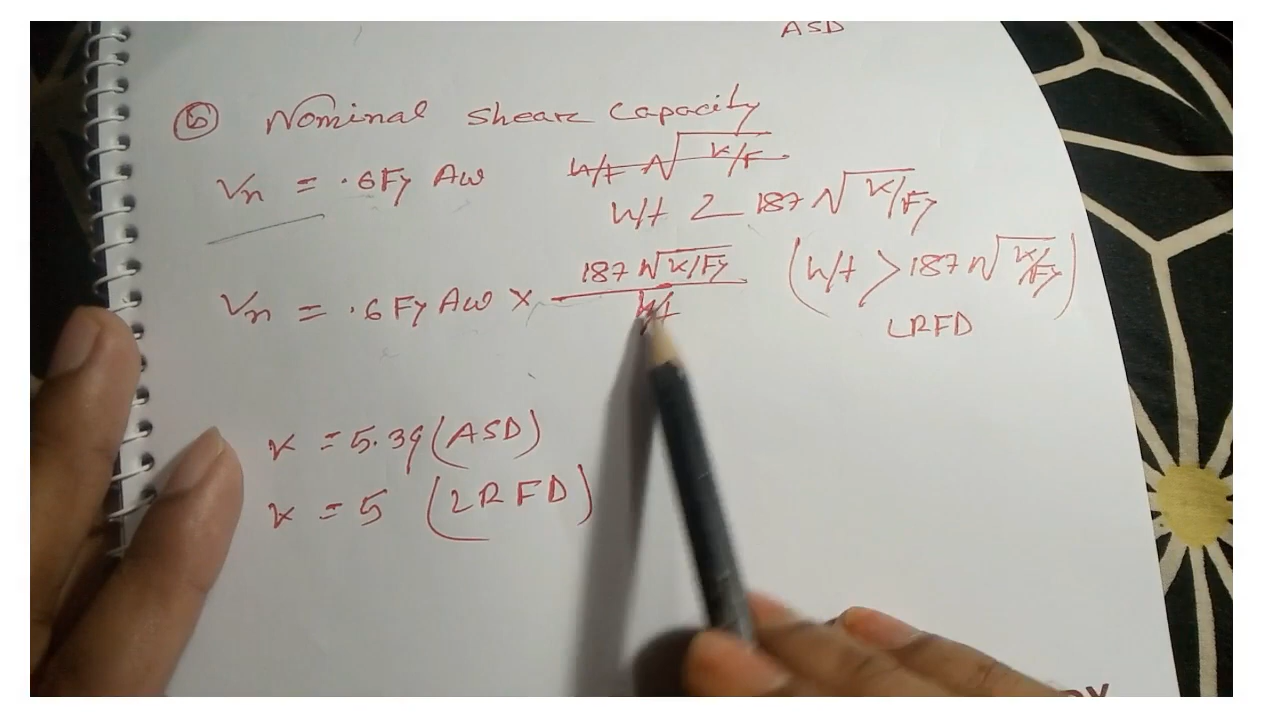 ASD
⑥ Nominal shear capacity
Vn = .6Fy Aw h/t √K/F
h/t ∠ 187 √K/Fy
Vn = .6 Fy Aw × 187 √K/Fy / h/t (h/t > 187 √K/Fy)
LRFD
K = 5.34 (ASD)
K = 5 (LRFD)